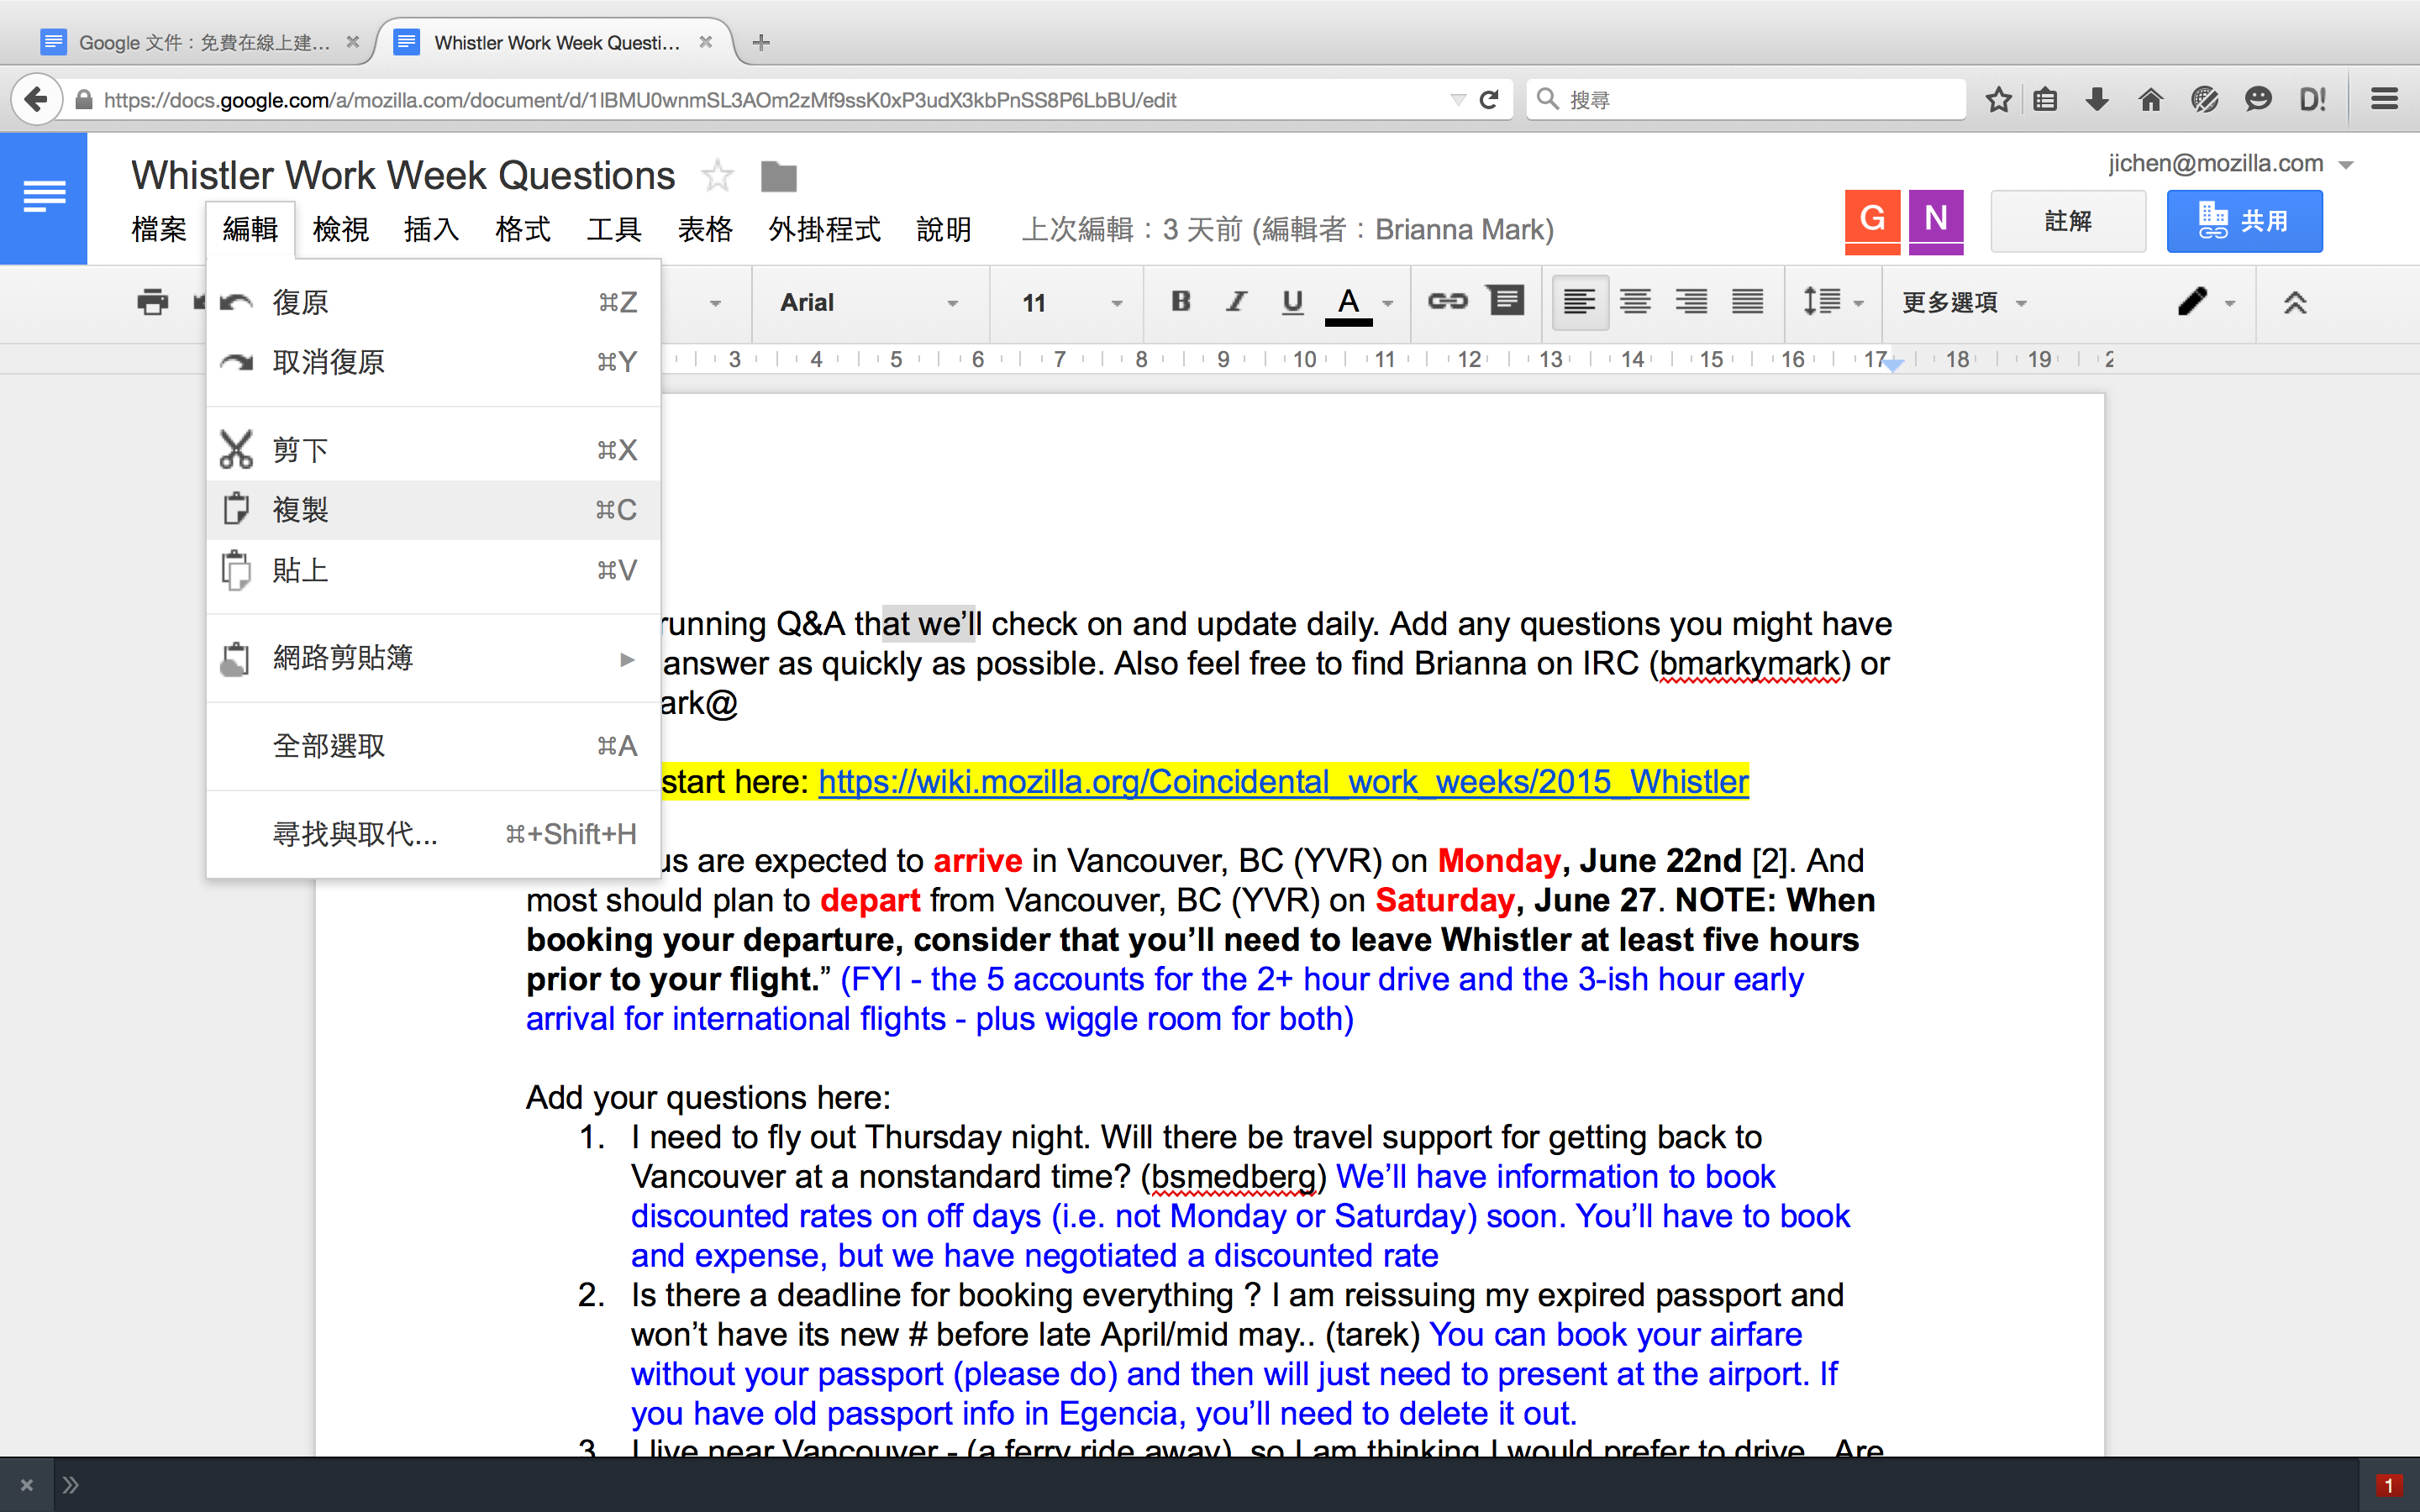 Google 文件：免費在線上建...
Whistler Work Week Questi...
https://docs.google.com/a/mozilla.com/document/d/1lBMU0wnmSL3AOm2zMf9ssK0xP3udX3kbPnSS8P6LbBU/edit
搜尋
D!
Whistler Work Week Questions
jichen@mozilla.com
檔案 編輯 檢視 插入 格式 工具 表格 外掛程式 說明 上次編輯：3 天前 (編輯者：Brianna Mark)
G N 註解 共用
Arial 11 B I U A 更多選項
3 4 5 6 7 8 9 10 11 12 13 14 15 16 17 18 19 2
復原 ⌘Z
取消復原 ⌘Y
剪下 ⌘X
複製 ⌘C
貼上 ⌘V
網路剪貼簿
全部選取 ⌘A
尋找與取代... ⌘+Shift+H
running Q&A that we’ll check on and update daily. Add any questions you might have
answer as quickly as possible. Also feel free to find Brianna on IRC (bmarkymark) or
ark@
start here: https://wiki.mozilla.org/Coincidental_work_weeks/2015_Whistler
us are expected to arrive in Vancouver, BC (YVR) on Monday, June 22nd [2]. And
most should plan to depart from Vancouver, BC (YVR) on Saturday, June 27. NOTE: When
booking your departure, consider that you’ll need to leave Whistler at least five hours
prior to your flight.” (FYI - the 5 accounts for the 2+ hour drive and the 3-ish hour early
arrival for international flights - plus wiggle room for both)
Add your questions here:
1. I need to fly out Thursday night. Will there be travel support for getting back to
Vancouver at a nonstandard time? (bsmedberg) We’ll have information to book
discounted rates on off days (i.e. not Monday or Saturday) soon. You’ll have to book
and expense, but we have negotiated a discounted rate
2. Is there a deadline for booking everything ? I am reissuing my expired passport and
won’t have its new # before late April/mid may.. (tarek) You can book your airfare
without your passport (please do) and then will just need to present at the airport. If
you have old passport info in Egencia, you’ll need to delete it out.
3. I live near Vancouver - (a ferry ride away), so I am thinking I would prefer to drive. Are
1